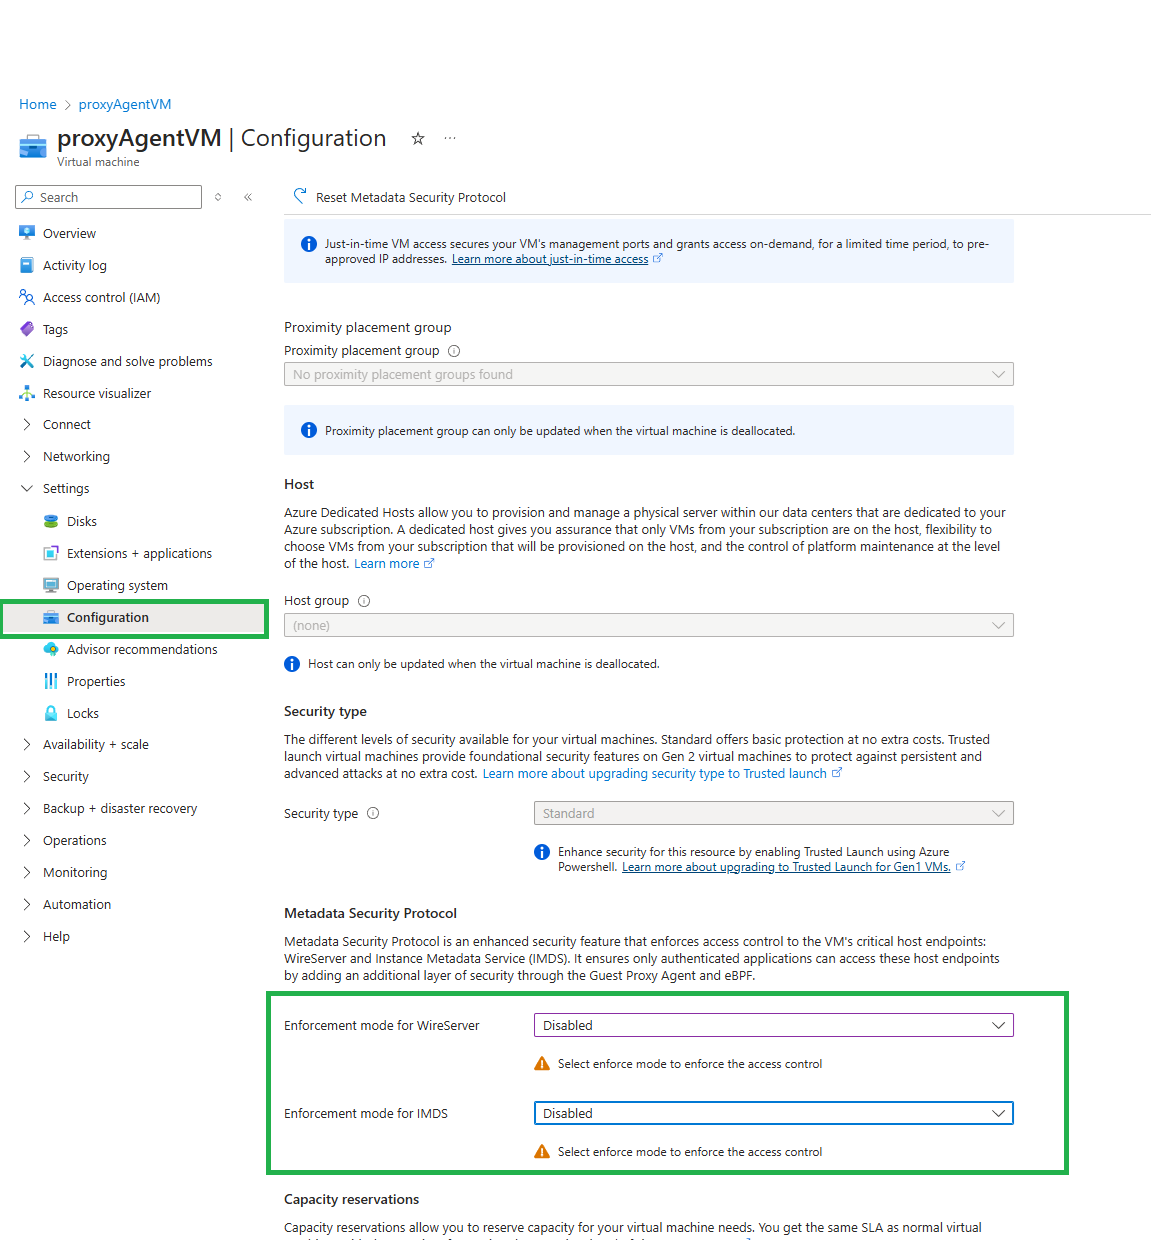 Home > proxyAgentVM
proxyAgentVM | Configuration
Virtual machine
Search
Overview
Activity log
Access control (IAM)
Tags
Diagnose and solve problems
Resource visualizer
Connect
Networking
Settings
Disks
Extensions + applications
Operating system
Configuration
Advisor recommendations
Properties
Locks
Availability + scale
Security
Backup + disaster recovery
Operations
Monitoring
Automation
Help
Reset Metadata Security Protocol
Just-in-time VM access secures your VM's management ports and grants access on-demand, for a limited time period, to pre-
approved IP addresses. Learn more about just-in-time access
Proximity placement group
Proximity placement group
No proximity placement groups found
Proximity placement group can only be updated when the virtual machine is deallocated.
Host
Azure Dedicated Hosts allow you to provision and manage a physical server within our data centers that are dedicated to your
Azure subscription. A dedicated host gives you assurance that only VMs from your subscription are on the host, flexibility to
choose VMs from your subscription that will be provisioned on the host, and the control of platform maintenance at the level
of the host. Learn more
Host group
(none)
Host can only be updated when the virtual machine is deallocated.
Security type
The different levels of security available for your virtual machines. Standard offers basic protection at no extra costs. Trusted
launch virtual machines provide foundational security features on Gen 2 virtual machines to protect against persistent and
advanced attacks at no extra cost. Learn more about upgrading security type to Trusted launch
Security type
Standard
Enhance security for this resource by enabling Trusted Launch using Azure
Powershell. Learn more about upgrading to Trusted Launch for Gen1 VMs.
Metadata Security Protocol
Metadata Security Protocol is an enhanced security feature that enforces access control to the VM's critical host endpoints:
WireServer and Instance Metadata Service (IMDS). It ensures only authenticated applications can access these host endpoints
by adding an additional layer of security through the Guest Proxy Agent and eBPF.
Enforcement mode for WireServer
Disabled
Select enforce mode to enforce the access control
Enforcement mode for IMDS
Disabled
Select enforce mode to enforce the access control
Capacity reservations
Capacity reservations allow you to reserve capacity for your virtual machine needs. You get the same SLA as normal virtual